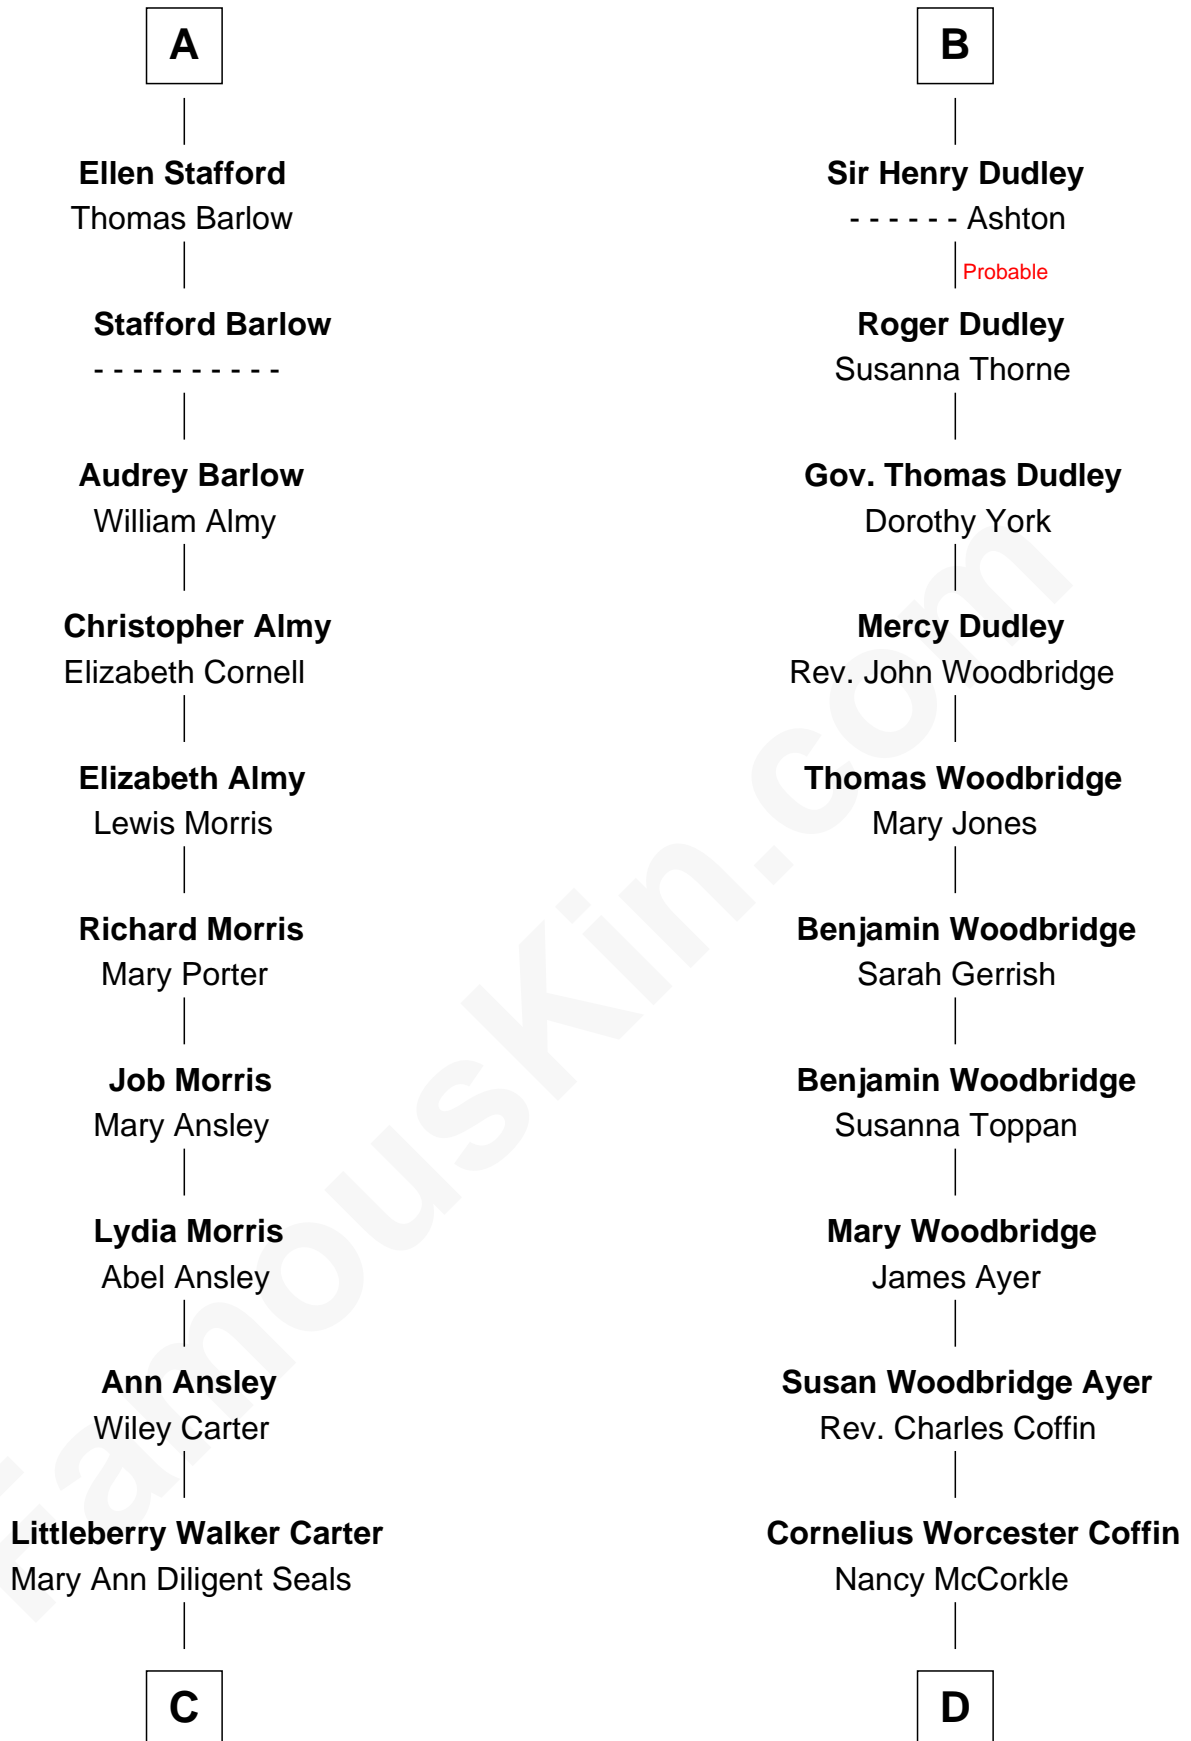 A
Ellen Stafford
Thomas Barlow
Stafford Barlow
- - - - - - - - - -
Audrey Barlow
William Almy
Christopher Almy
Elizabeth Cornell
Elizabeth Almy
Lewis Morris
Richard Morris
Mary Porter
Job Morris
Mary Ansley
Lydia Morris
Abel Ansley
Ann Ansley
Wiley Carter
Littleberry Walker Carter
Mary Ann Diligent Seals
C
B
Sir Henry Dudley
- - - - - - Ashton
Probable
Roger Dudley
Susanna Thorne
Gov. Thomas Dudley
Dorothy York
Mercy Dudley
Rev. John Woodbridge
Thomas Woodbridge
Mary Jones
Benjamin Woodbridge
Sarah Gerrish
Benjamin Woodbridge
Susanna Toppan
Mary Woodbridge
James Ayer
Susan Woodbridge Ayer
Rev. Charles Coffin
Cornelius Worcester Coffin
Nancy McCorkle
D
FamousKin.com